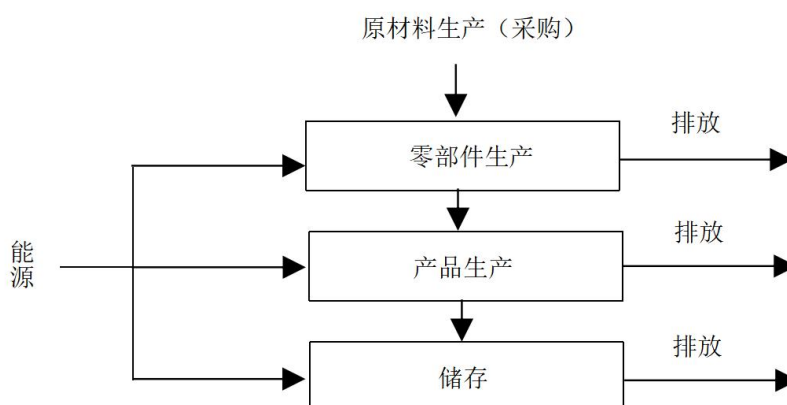 原材料生产（采购）
排放
零部件生产
排放
能源
产品生产
排放
储存